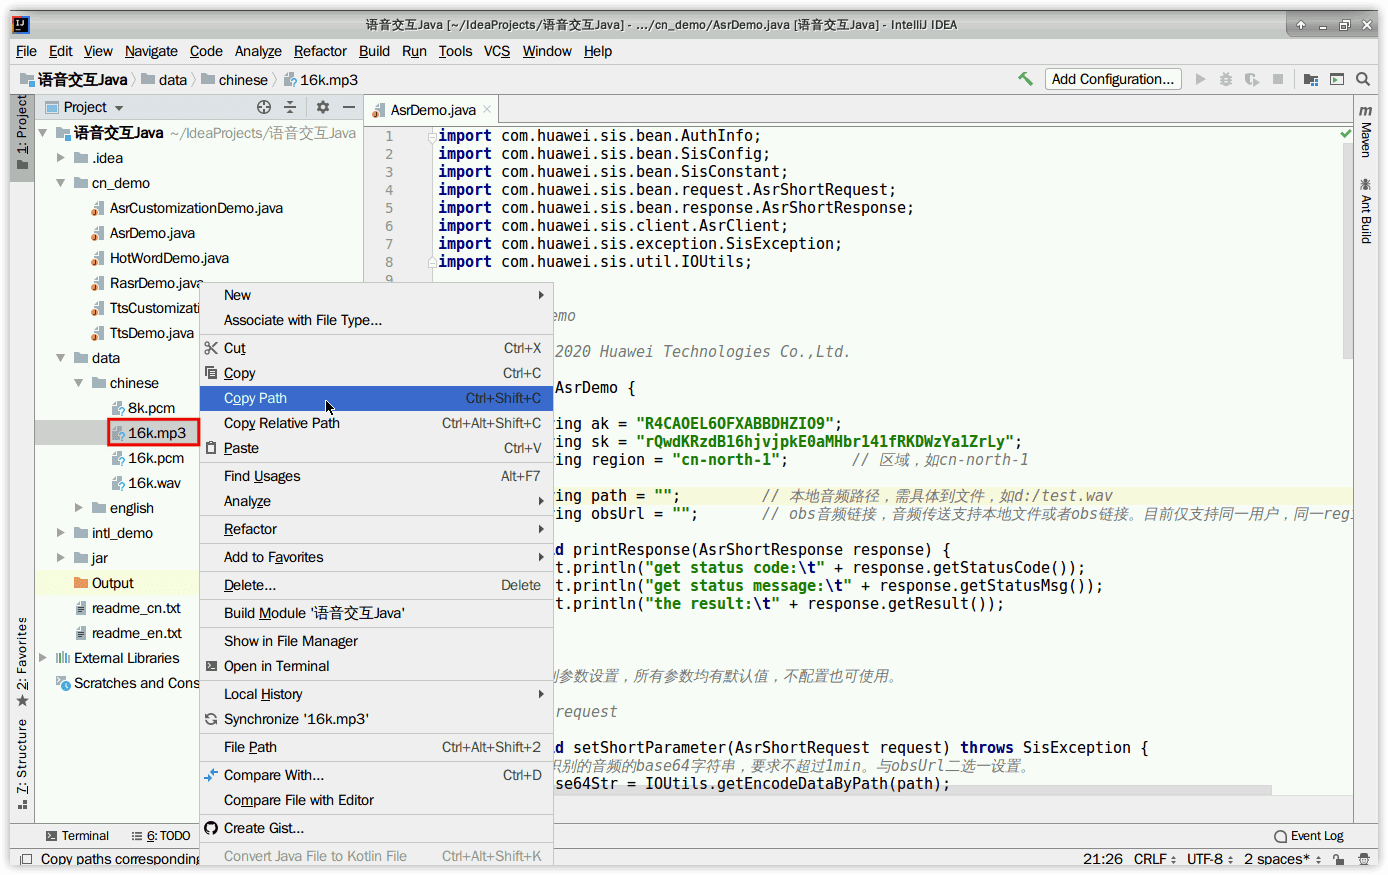 语音交互Java [~/IdeaProjects/语音交互Java] - .../cn_demo/AsrDemo.java [语音交互Java] - IntelliJ IDEA
File Edit View Navigate Code Analyze Refactor Build Run Tools VCS Window Help
语音交互Java data chinese 16k.mp3 Add Configuration...
1: Project
2: Favorites
7: Structure
Project
语音交互Java ~/IdeaProjects/语音交互Java
.idea
cn_demo
AsrCustomizationDemo.java
AsrDemo.java
HotWordDemo.java
RasrDemo.java
TtsCustomizati
TtsDemo.java
data
chinese
8k.pcm
16k.mp3
16k.pcm
16k.wav
english
intl_demo
jar
Output
readme_cn.txt
readme_en.txt
External Libraries
Scratches and Cons
New
Associate with File Type...
Cut Ctrl+X
Copy Ctrl+C
Copy Path Ctrl+Shift+C
Copy Relative Path Ctrl+Alt+Shift+C
Paste Ctrl+V
Find Usages Alt+F7
Analyze
Refactor
Add to Favorites
Delete... Delete
Build Module '语音交互Java'
Show in File Manager
Open in Terminal
Local History
Synchronize '16k.mp3'
File Path Ctrl+Alt+Shift+2
Compare With... Ctrl+D
Compare File with Editor
Create Gist...
Convert Java File to Kotlin File Ctrl+Alt+Shift+K
AsrDemo.java
1 import com.huawei.sis.bean.AuthInfo;
2 import com.huawei.sis.bean.SisConfig;
3 import com.huawei.sis.bean.SisConstant;
4 import com.huawei.sis.bean.request.AsrShortRequest;
5 import com.huawei.sis.bean.response.AsrShortResponse;
6 import com.huawei.sis.client.AsrClient;
7 import com.huawei.sis.exception.SisException;
8 import com.huawei.sis.util.IOUtils;
9
emo
2020 Huawei Technologies Co.,Ltd.
AsrDemo {
ing ak = "R4CAOEL6OFXABBDHZIO9";
ing sk = "rQwdKRzdB16hjvjpkE0aMHbr141fRKDWzYa1ZrLy";
ing region = "cn-north-1"; // 区域，如cn-north-1
ing path = ""; // 本地音频路径，需具体到文件，如d:/test.wav
ing obsUrl = ""; // obs音频链接，音频传送支持本地文件或者obs链接。目前仅支持同一用户，同一regi
d printResponse(AsrShortResponse response) {
t.println("get status code:\t" + response.getStatusCode());
t.println("get status message:\t" + response.getStatusMsg());
t.println("the result:\t" + response.getResult());
参数设置，所有参数均有默认值，不配置也可使用。
request
d setShortParameter(AsrShortRequest request) throws SisException {
识别的音频的base64字符串，要求不超过1min。与obsUrl二选一设置。
se64Str = IOUtils.getEncodeDataByPath(path);
m
Maven
Ant Build
Terminal 6: TODO Event Log
Copy paths corresponding 21:26 CRLF UTF-8 2 spaces*